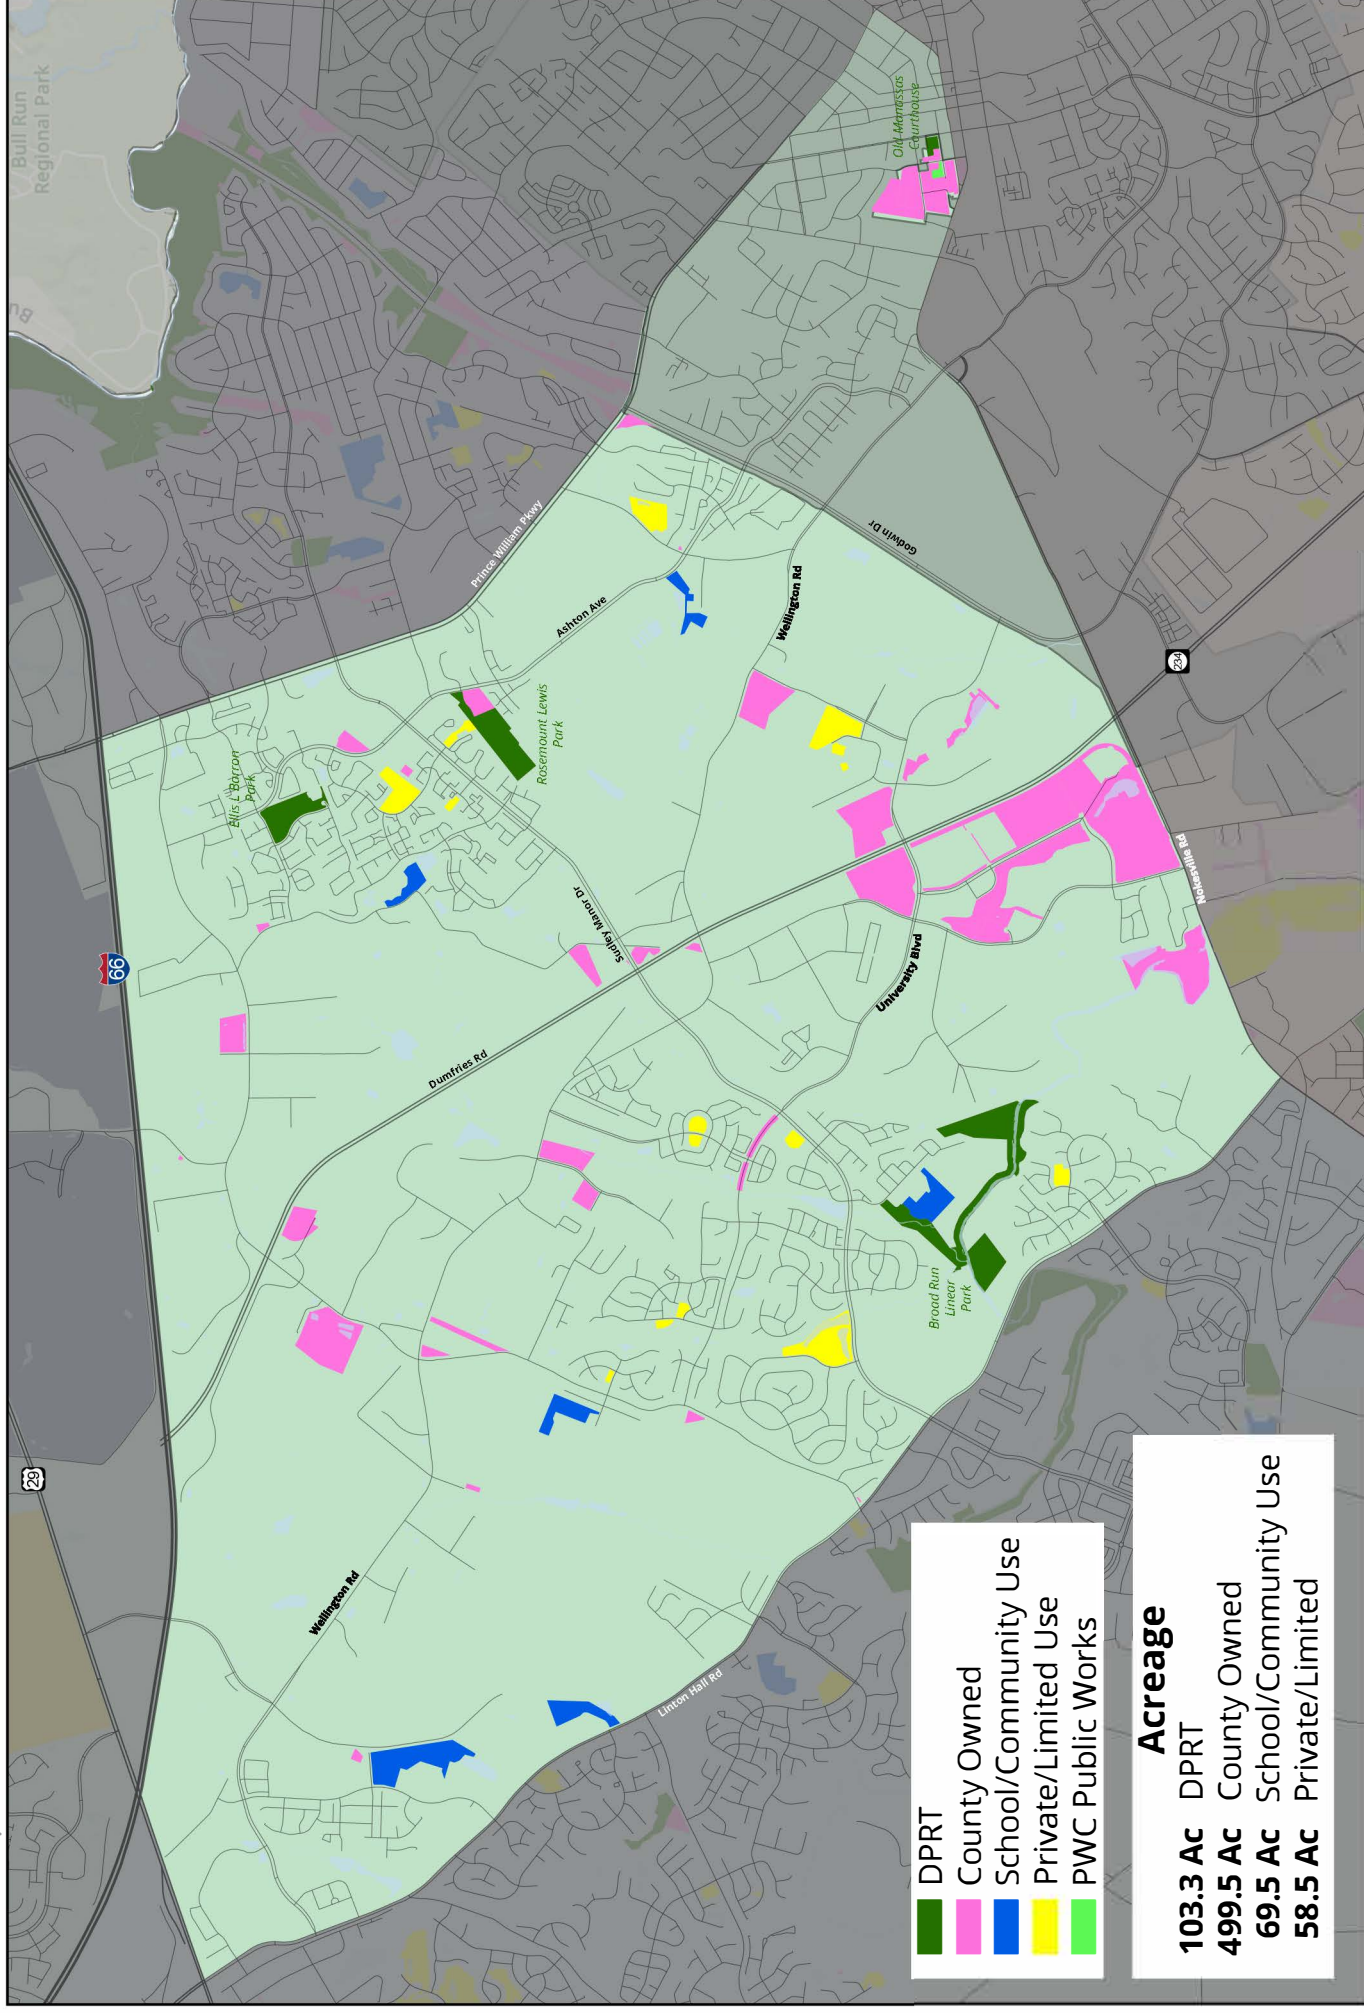 Bull Run
Regional Park
Bu
29
66
234
Prince William Pkwy
Ashton Ave
Wellington Rd
Godwin Dr
Old Manassas
Courthouse
Ellis L Barron
Park
Rosemount Lewis
Park
Sudley Manor Dr
Dumfries Rd
University Blvd
Nokesville Rd
Broad Run
Linear
Park
Wellington Rd
Linton Hall Rd
DPRT
County Owned
School/Community Use
Private/Limited Use
PWC Public Works
Acreage
103.3 Ac DPRT
499.5 Ac County Owned
69.5 Ac School/Community Use
58.5 Ac Private/Limited